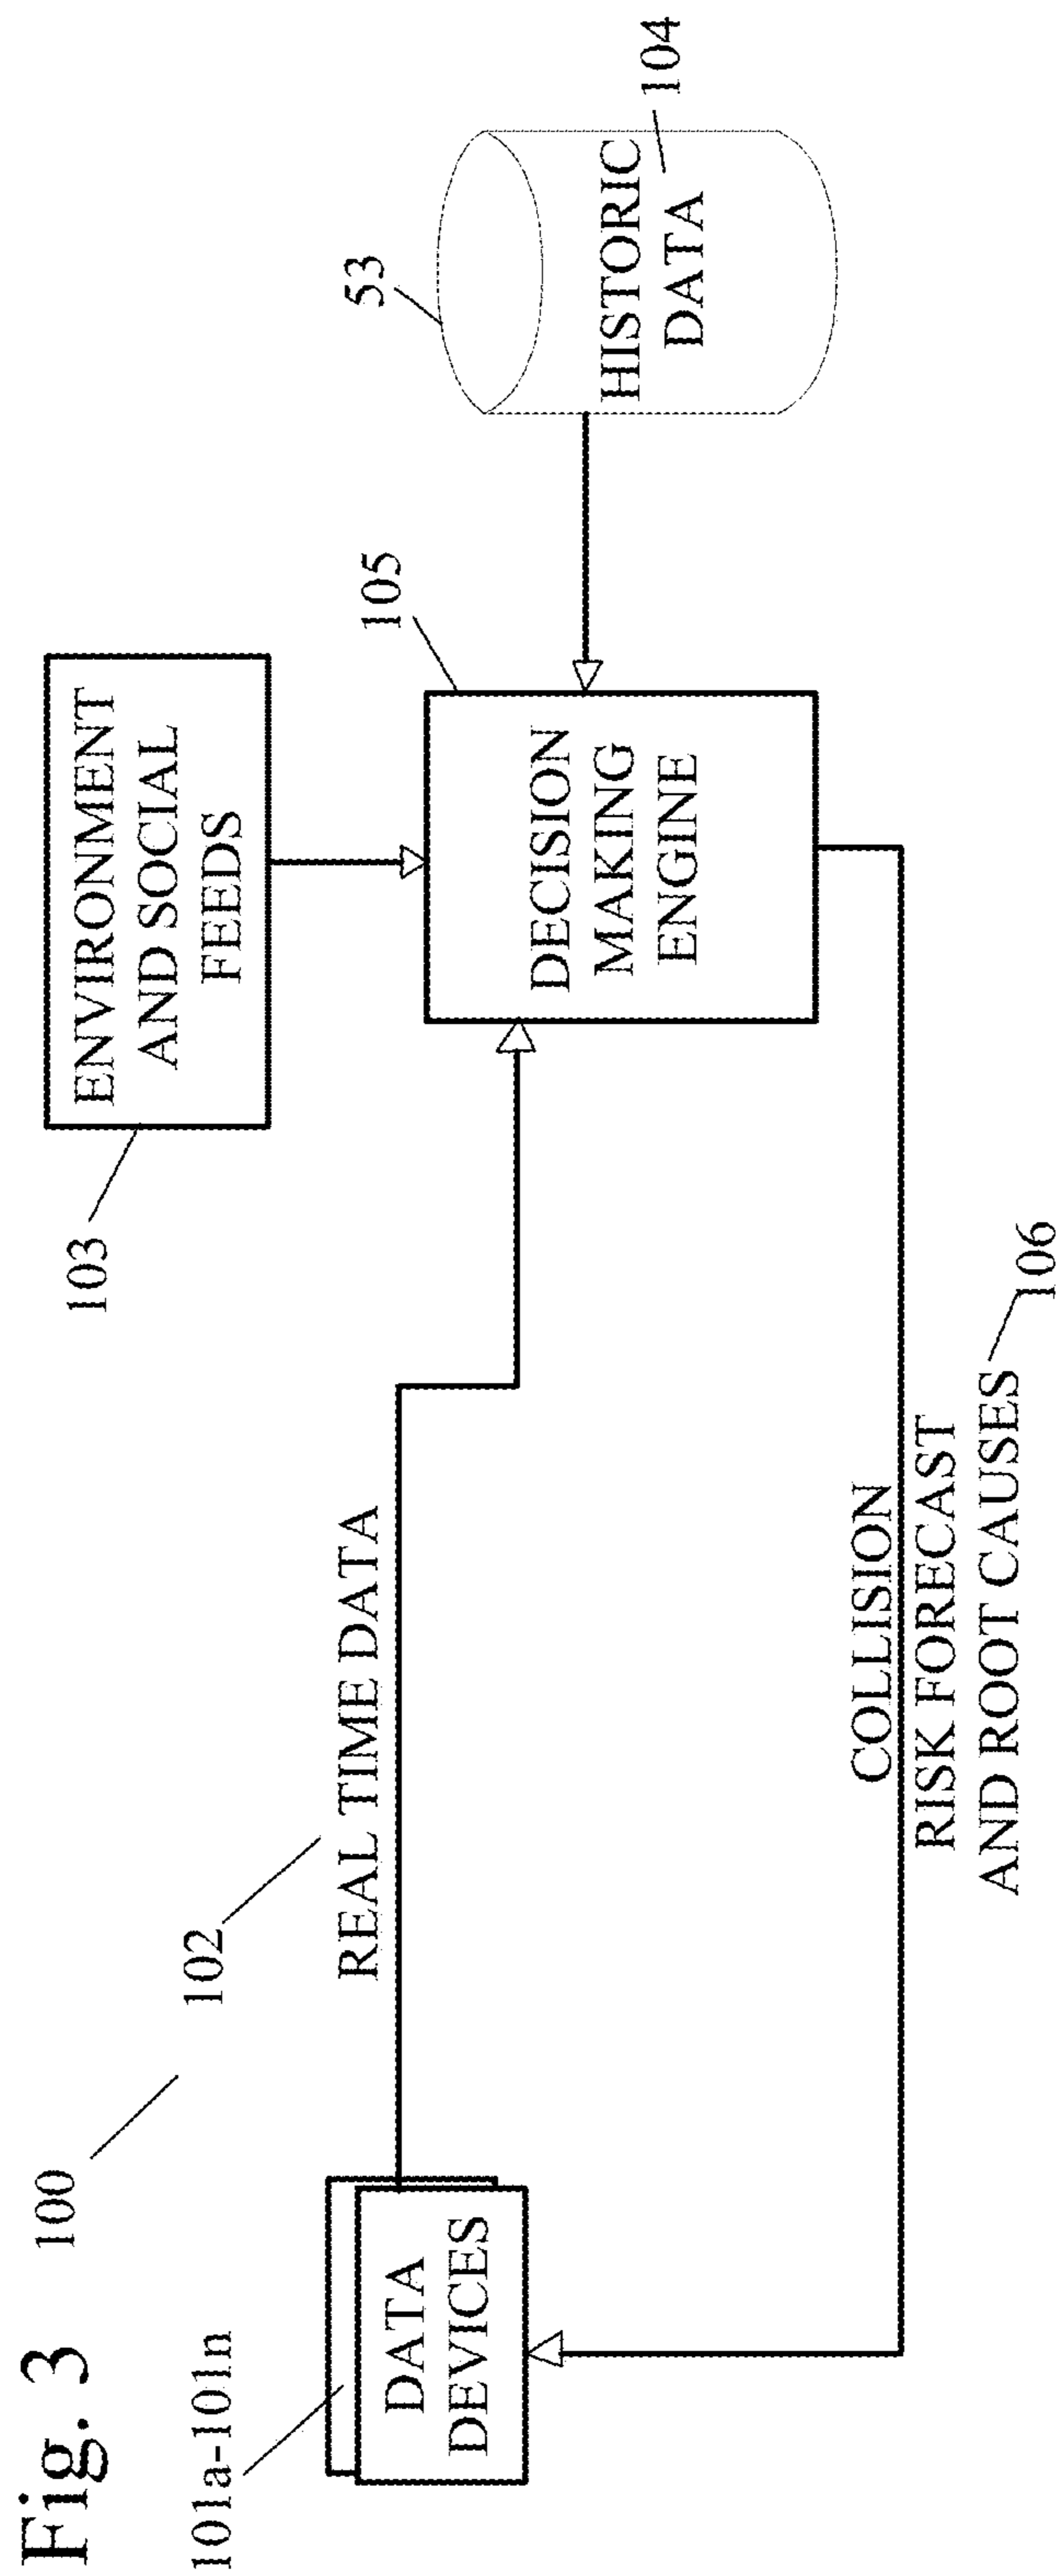 Fig. 3
100
101a-101n
102
103
ENVIRONMENT
AND SOCIAL
FEEDS
REAL TIME DATA
DATA
DEVICES
105
DECISION
MAKING
ENGINE
53
HISTORIC
DATA
104
COLLISION
RISK FORECAST
AND ROOT CAUSES
106